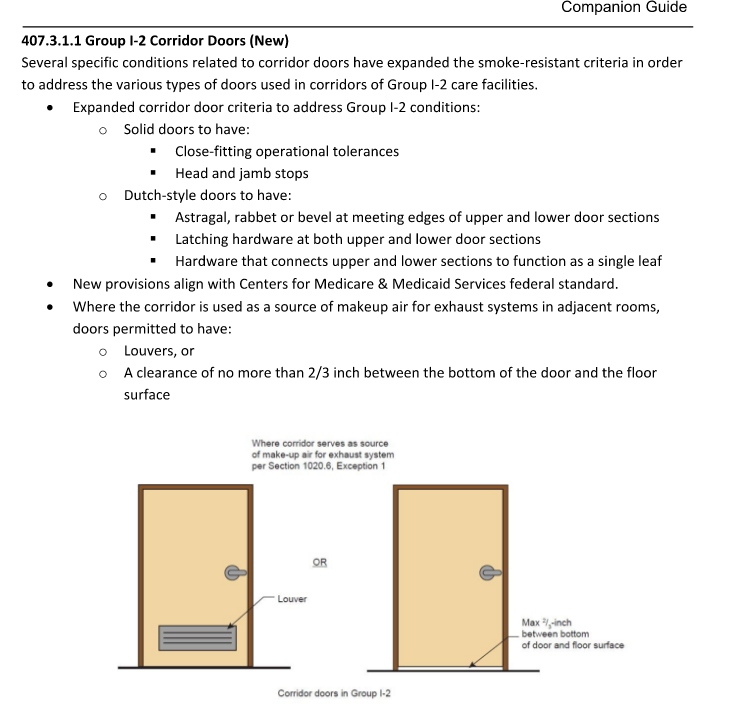 Companion Guide
407.3.1.1 Group I-2 Corridor Doors (New)
Several specific conditions related to corridor doors have expanded the smoke-resistant criteria in order
to address the various types of doors used in corridors of Group I-2 care facilities.
• Expanded corridor door criteria to address Group I-2 conditions:
o Solid doors to have:
▪ Close-fitting operational tolerances
▪ Head and jamb stops
o Dutch-style doors to have:
▪ Astragal, rabbet or bevel at meeting edges of upper and lower door sections
▪ Latching hardware at both upper and lower door sections
▪ Hardware that connects upper and lower sections to function as a single leaf
• New provisions align with Centers for Medicare & Medicaid Services federal standard.
• Where the corridor is used as a source of makeup air for exhaust systems in adjacent rooms,
doors permitted to have:
o Louvers, or
o A clearance of no more than 2/3 inch between the bottom of the door and the floor
surface
Where corridor serves as source
of make-up air for exhaust system
per Section 1020.6, Exception 1
OR
Louver
Max ²/₃-inch
between bottom
of door and floor surface
Corridor doors in Group I-2